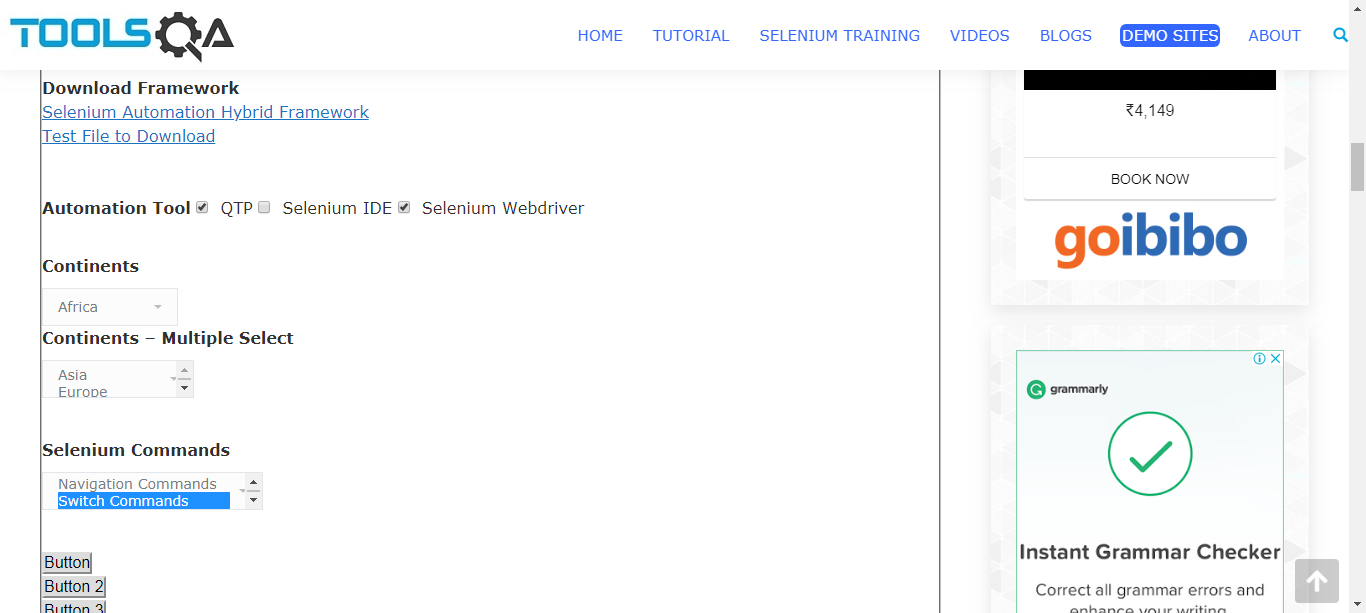 TOOLSQA
HOME TUTORIAL SELENIUM TRAINING VIDEOS BLOGS DEMO SITES ABOUT
Download Framework
Selenium Automation Hybrid Framework
Test File to Download
Automation Tool QTP Selenium IDE Selenium Webdriver
Continents
Africa
Continents – Multiple Select
Asia
Europe
Selenium Commands
Navigation Commands
Switch Commands
Button
Button 2
Button 3
₹4,149
BOOK NOW
goibibo
grammarly
Instant Grammar Checker
Correct all grammar errors and
enhance your writing.